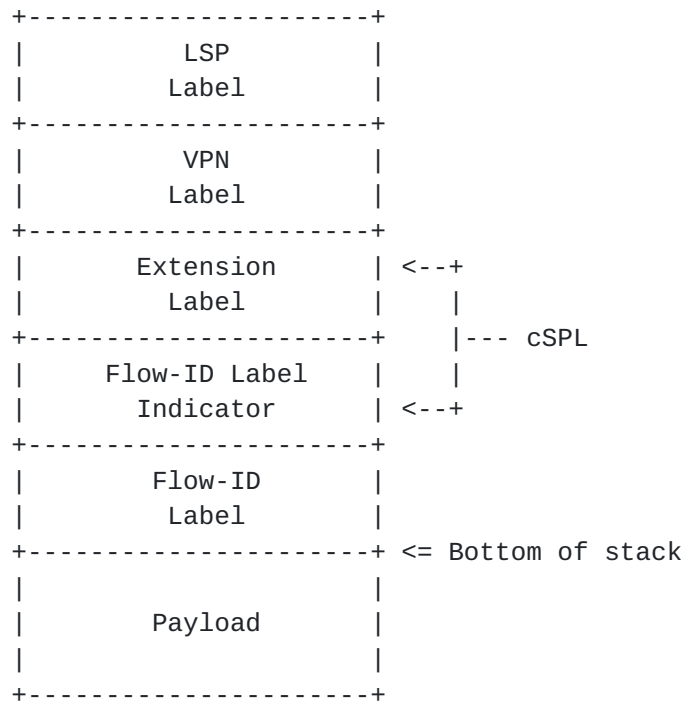 +----------------------+
|          LSP         |
|         Label        |
+----------------------+
|          VPN         |
|         Label        |
+----------------------+
|       Extension      | <--+
|         Label        |    |
+----------------------+    |--- cSPL
|     Flow-ID Label    |    |
|       Indicator      | <--+
+----------------------+
|        Flow-ID       |
|         Label        |
+----------------------+ <= Bottom of stack
|                      |
|        Payload       |
|                      |
+----------------------+